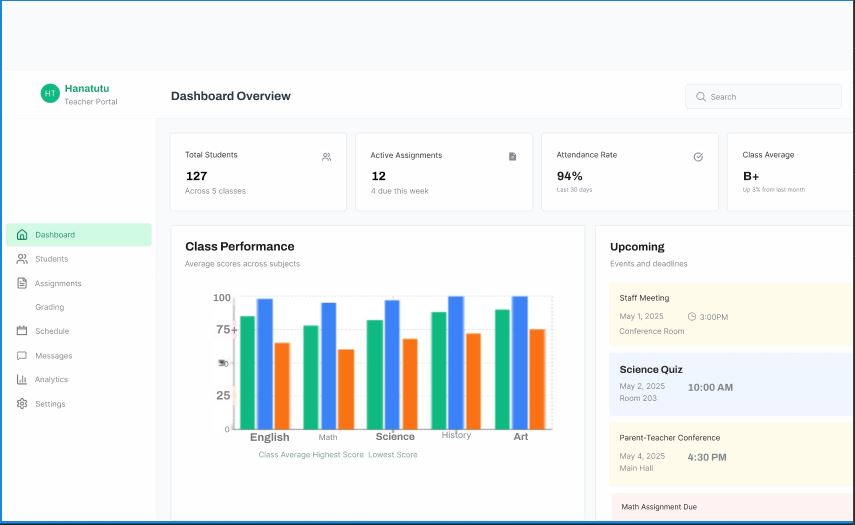 HT
Hanatutu
Teacher Portal
Dashboard Overview
Search
Dashboard
Students
Assignments
Grading
Schedule
Messages
Analytics
Settings
Total Students
127
Across 5 classes
Active Assignments
12
4 due this week
Attendance Rate
94%
Last 30 days
Class Average
B+
Up 3% from last month
Class Performance
Average scores across subjects
100
75+
25
0
English Math Science History Art
Class Average Highest Score Lowest Score
Upcoming
Events and deadlines
Staff Meeting
May 1, 2025 3:00PM
Conference Room
Science Quiz
May 2, 2025 10:00 AM
Room 203
Parent-Teacher Conference
May 4, 2025 4:30 PM
Main Hall
Math Assignment Due